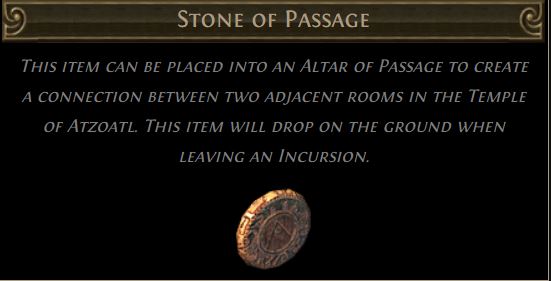 Stone of Passage
This item can be placed into an Altar of Passage to create
a connection between two adjacent rooms in the Temple
of Atzoatl. This item will drop on the ground when
leaving an Incursion.